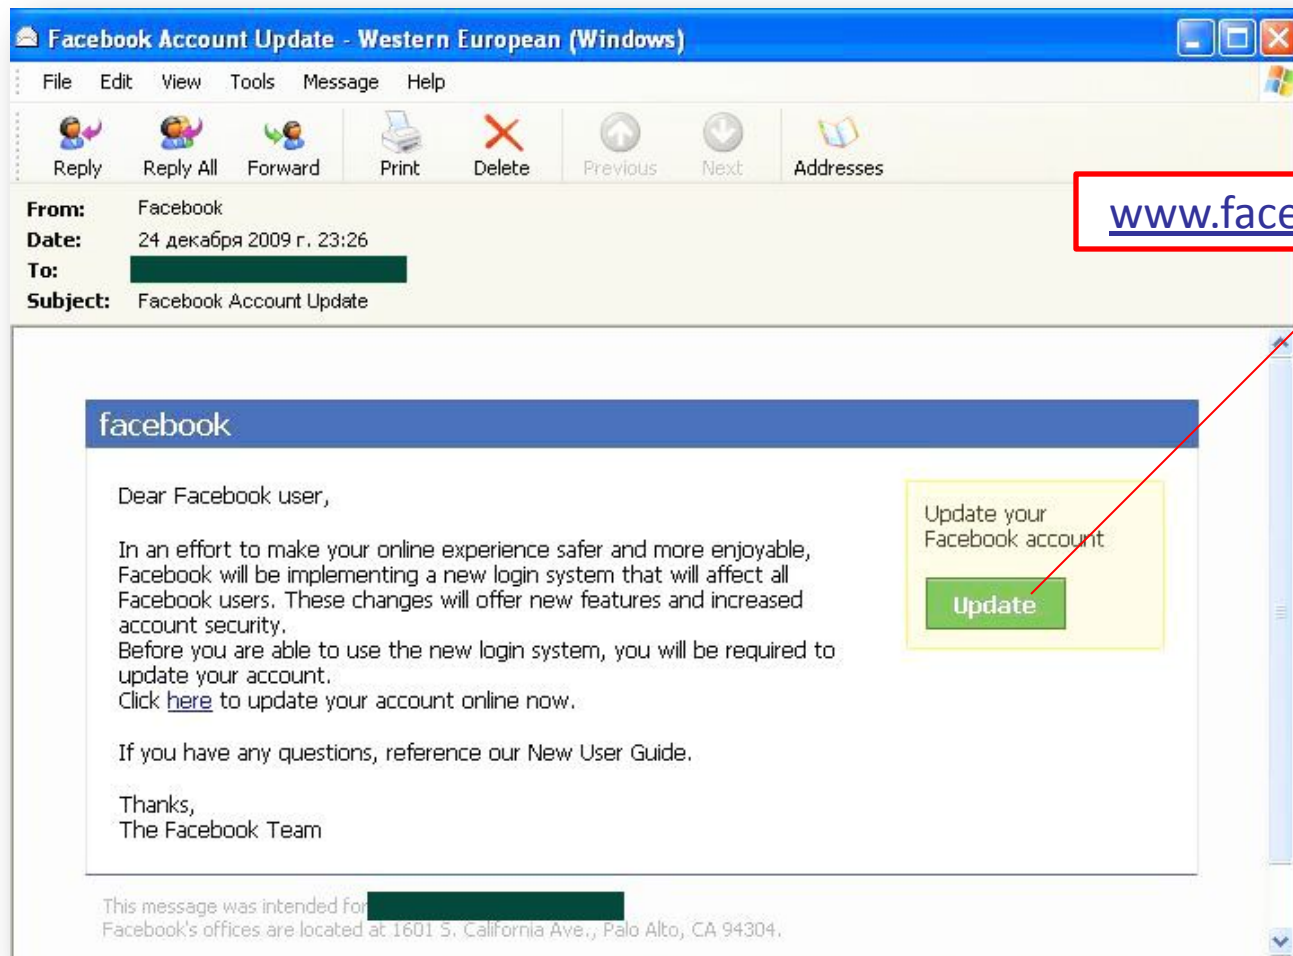 Facebook Account Update - Western European (Windows)
File Edit View Tools Message Help
Reply Reply All Forward Print Delete Previous Next Addresses
From: Facebook
Date: 24 декабря 2009 г. 23:26
To:
Subject: Facebook Account Update
www.face
facebook
Dear Facebook user,
In an effort to make your online experience safer and more enjoyable,
Facebook will be implementing a new login system that will affect all
Facebook users. These changes will offer new features and increased
account security.
Before you are able to use the new login system, you will be required to
update your account.
Click here to update your account online now.
If you have any questions, reference our New User Guide.
Thanks,
The Facebook Team
Update your
Facebook account
Update
This message was intended for
Facebook's offices are located at 1601 S. California Ave., Palo Alto, CA 94304.